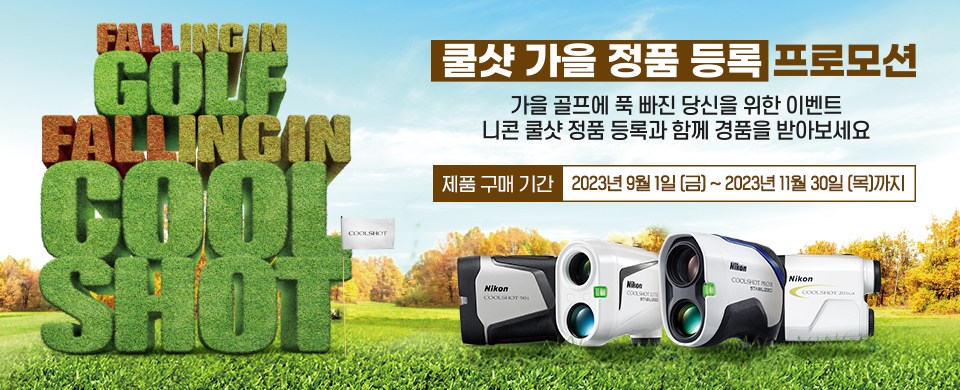 FALLING IN
GOLF
FALLING IN
COOL
SHOT
COOLSHOT
쿨샷 가을 정품 등록 프로모션
가을 골프에 푹 빠진 당신을 위한 이벤트
니콘 쿨샷 정품 등록과 함께 경품을 받아보세요
제품 구매 기간 2023년 9월 1일 (금) ~ 2023년 11월 30일 (목)까지
Nikon
COOLSHOT
Nikon
COOLSHOT
STABILIZED
Nikon
COOLSHOT PROII
STABILIZED
Nikon
COOLSHOT 20i GII